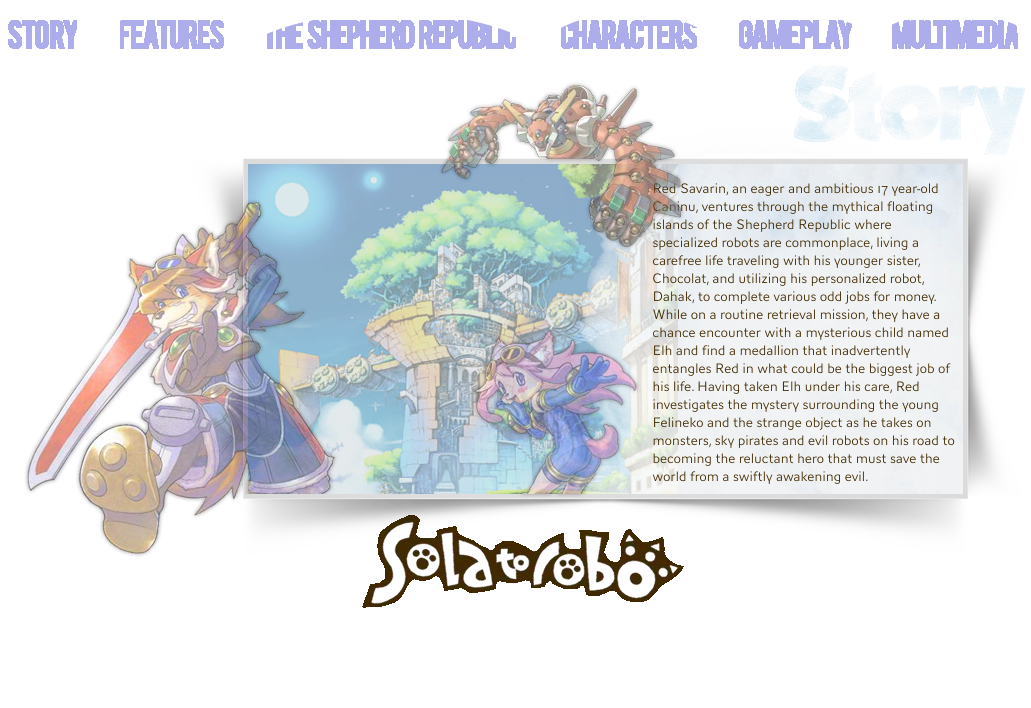 STORY FEATURES THE SHEPHERD REPUBLIC CHARACTERS GAMEPLAY MULTIMEDIA
Story
Red Savarin, an eager and ambitious 17 year-old
Caninu, ventures through the mythical floating
islands of the Shepherd Republic where
specialized robots are commonplace, living a
carefree life traveling with his younger sister,
Chocolat, and utilizing his personalized robot,
Dahak, to complete various odd jobs for money.
While on a routine retrieval mission, they have a
chance encounter with a mysterious child named
Elh and find a medallion that inadvertently
entangles Red in what could be the biggest job of
his life. Having taken Elh under his care, Red
investigates the mystery surrounding the young
Felineko and the strange object as he takes on
monsters, sky pirates and evil robots on his road to
becoming the reluctant hero that must save the
world from a swiftly awakening evil.
Solatorobo